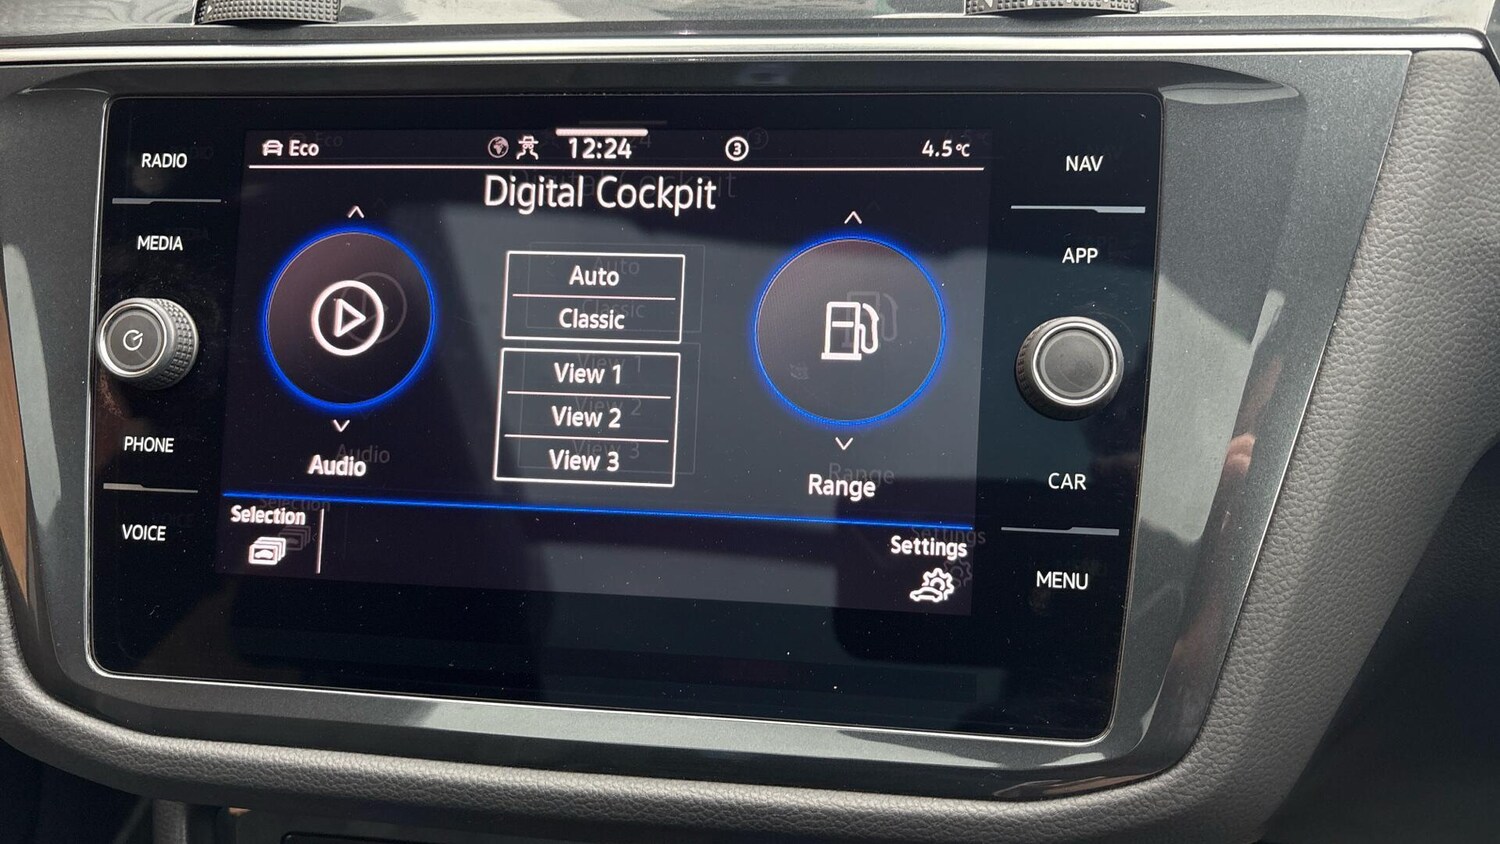 RADIO
MEDIA
PHONE
VOICE
Eco
12:24
3
4.5°C
Digital Cockpit
Auto
Classic
View 1
View 2
View 3
Audio
Range
Selection
Settings
NAV
APP
CAR
MENU